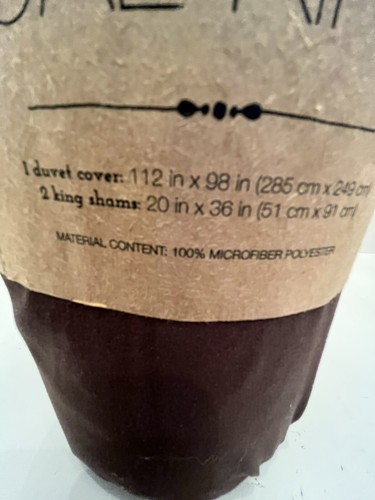 1 duvet cover: 112 in x 98 in (285 cm x 249 cm)
2 king shams: 20 in x 36 in (51 cm x 91 cm)
MATERIAL CONTENT: 100% MICROFIBER POLYESTER